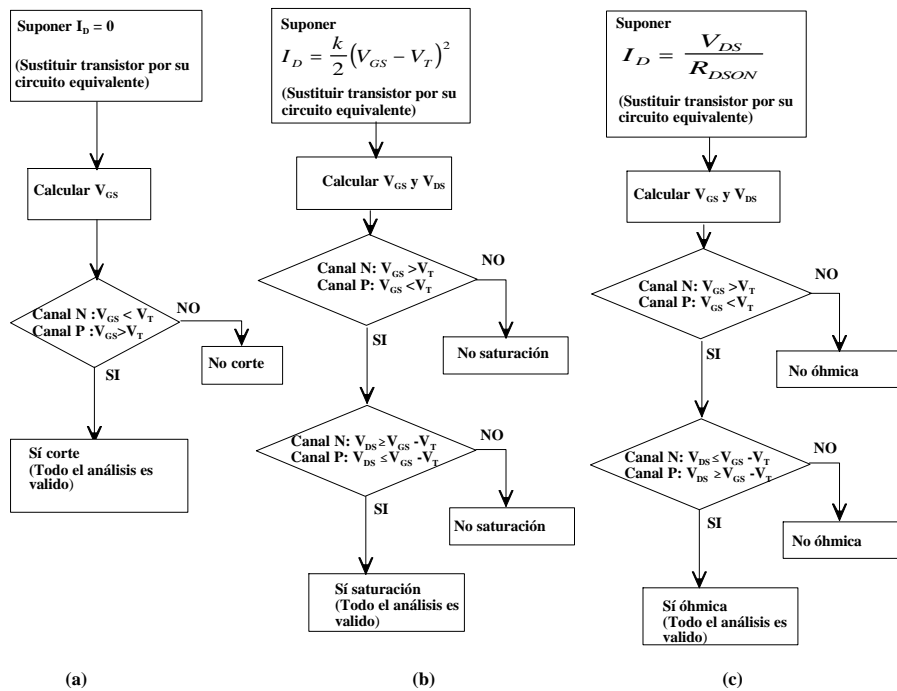 Suponer I_D = 0
(Sustituir transistor por su
circuito equivalente)
Calcular V_GS
Canal N :V_GS < V_T
Canal P :V_GS>V_T
NO
No corte
SI
Sí corte
(Todo el análisis es
valido)
(a)
Suponer
I_D = k/2 (V_GS − V_T)^2
(Sustituir transistor por su
circuito equivalente)
Calcular V_GS y V_DS
Canal N: V_GS >V_T
Canal P: V_GS <V_T
NO
No saturación
SI
Canal N: V_DS ≥V_GS -V_T
Canal P: V_DS ≤V_GS -V_T
NO
No saturación
SI
Sí saturación
(Todo el análisis es
valido)
(b)
Suponer
I_D = V_DS / R_DSON
(Sustituir transistor por su
circuito equivalente)
Calcular V_GS y V_DS
Canal N: V_GS >V_T
Canal P: V_GS <V_T
NO
No óhmica
SI
Canal N: V_DS ≤V_GS -V_T
Canal P: V_DS ≥V_GS -V_T
NO
No óhmica
SI
Sí óhmica
(Todo el análisis es
valido)
(c)